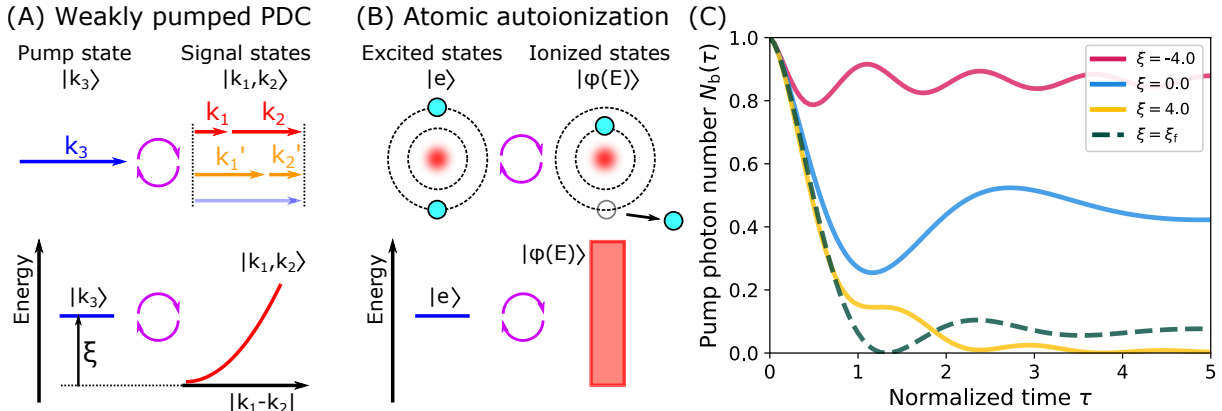 (A) Weakly pumped PDC
Pump state
Signal states
|k₃⟩
|k₁,k₂⟩
k₁ k₂
k₃
k₁' k₂'
Energy
|k₃⟩
ξ
|k₁,k₂⟩
|k₁-k₂|
(B) Atomic autoionization
Excited states
Ionized states
|e⟩
|φ(E)⟩
Energy
|e⟩
|φ(E)⟩
(C)
Pump photon number N_b(τ)
1.0
0.8
0.6
0.4
0.2
0.0
0 1 2 3 4 5
Normalized time τ
ξ = -4.0
ξ = 0.0
ξ = 4.0
ξ = ξ_f